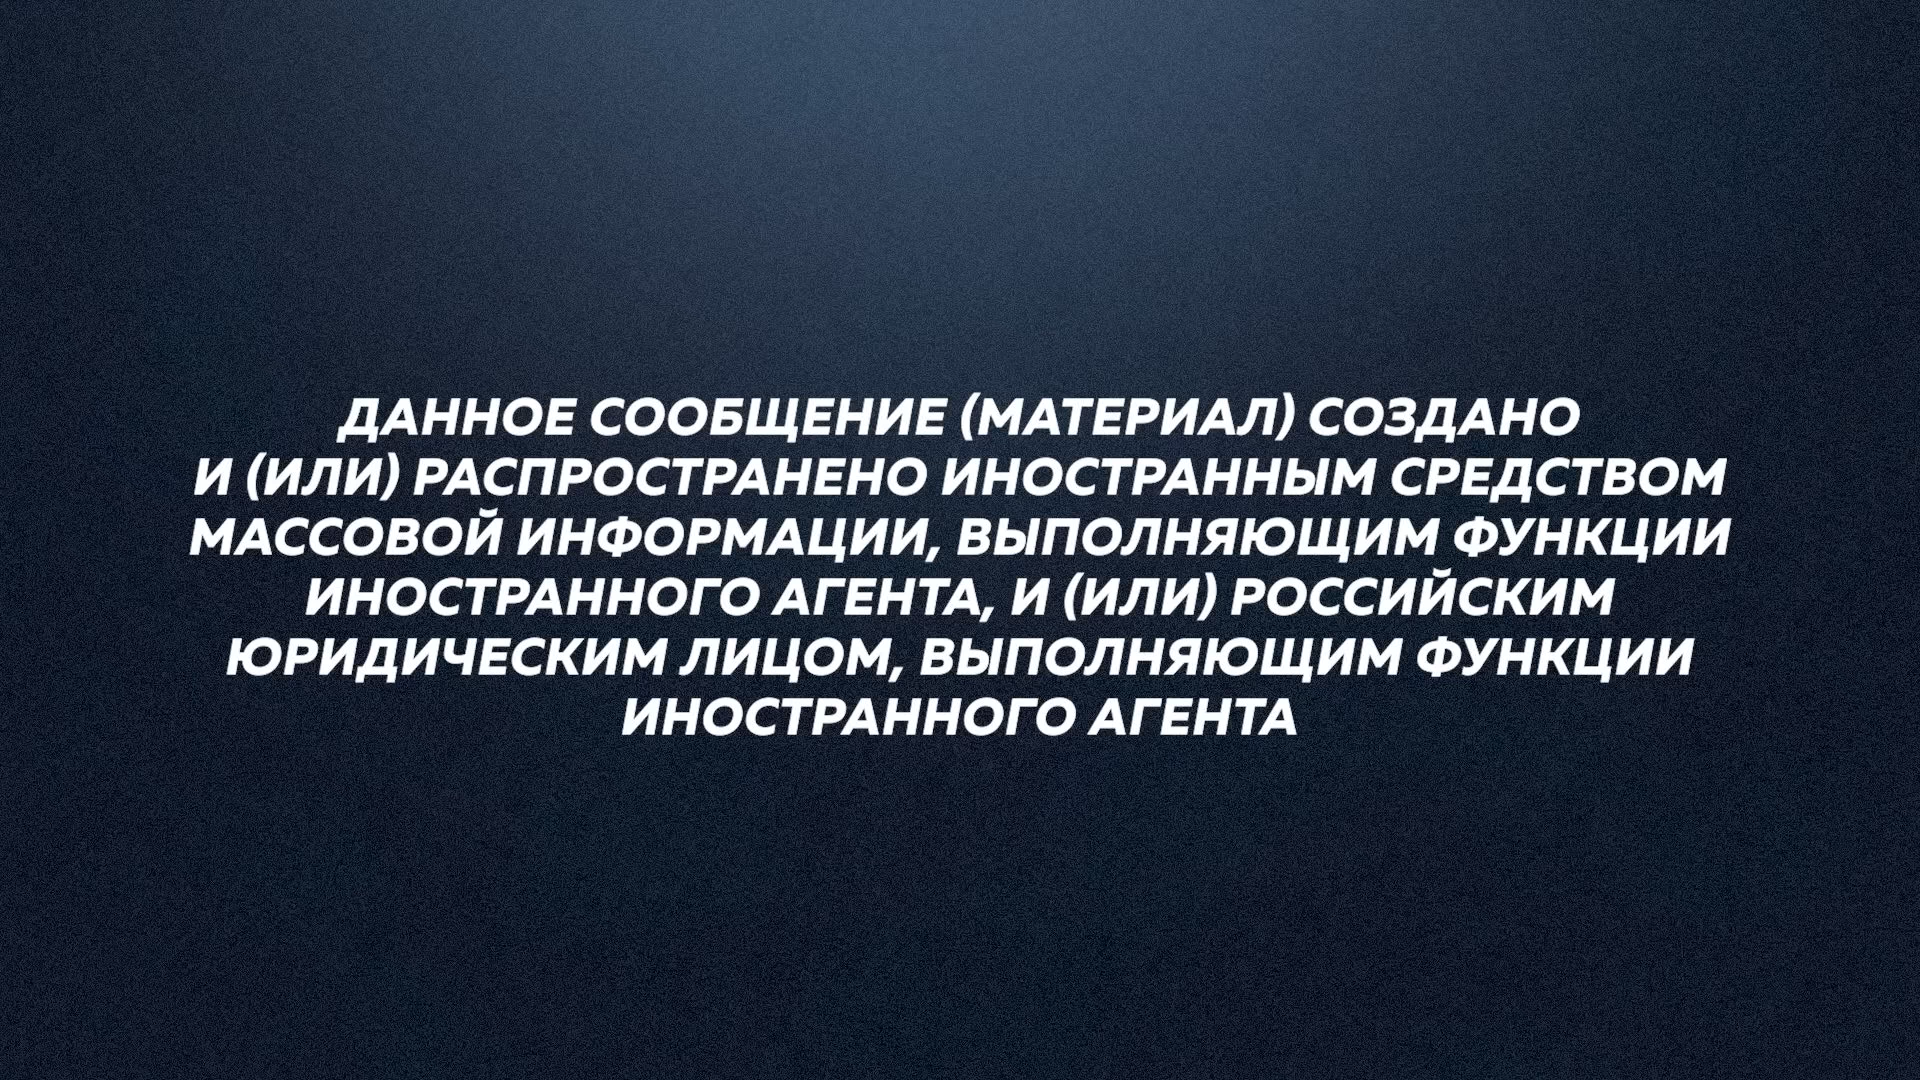 ДАННОЕ СООБЩЕНИЕ (МАТЕРИАЛ) СОЗДАНО
И (ИЛИ) РАСПРОСТРАНЕНО ИНОСТРАННЫМ СРЕДСТВОМ
МАССОВОЙ ИНФОРМАЦИИ, ВЫПОЛНЯЮЩИМ ФУНКЦИИ
ИНОСТРАННОГО АГЕНТА, И (ИЛИ) РОССИЙСКИМ
ЮРИДИЧЕСКИМ ЛИЦОМ, ВЫПОЛНЯЮЩИМ ФУНКЦИИ
ИНОСТРАННОГО АГЕНТА